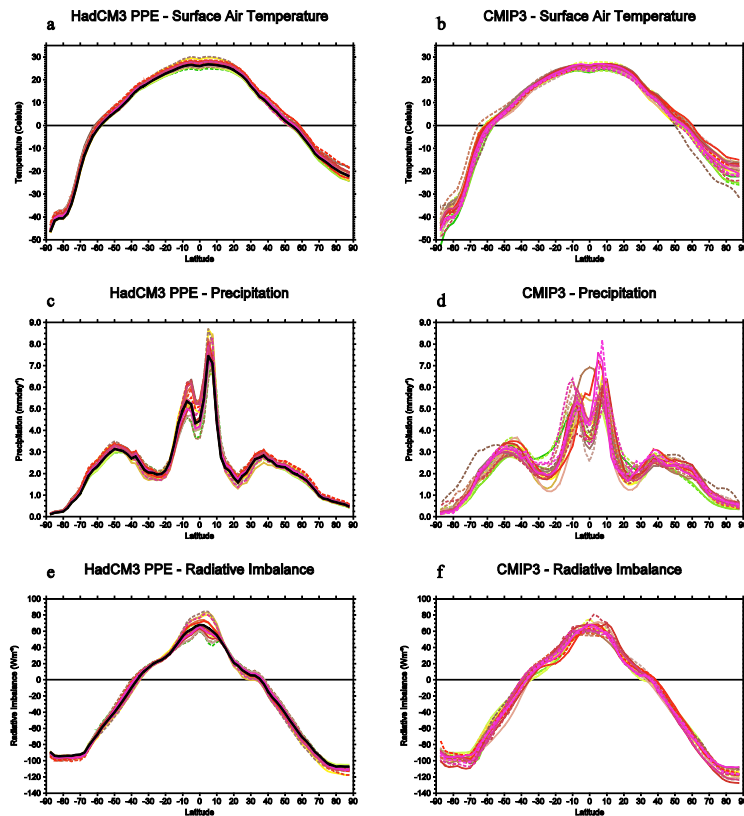 a HadCM3 PPE - Surface Air Temperature
b CMIP3 - Surface Air Temperature
Temperature (Celsius)
30
20
10
0
-10
-20
-30
-40
-50
-90 -80 -70 -60 -50 -40 -30 -20 -10 0 10 20 30 40 50 60 70 80 90
Latitude
Temperature (Celsius)
30
20
10
0
-10
-20
-30
-40
-50
-90 -80 -70 -60 -50 -40 -30 -20 -10 0 10 20 30 40 50 60 70 80 90
Latitude
c HadCM3 PPE - Precipitation
d CMIP3 - Precipitation
Precipitation (mmday¹)
9.0
8.0
7.0
6.0
5.0
4.0
3.0
2.0
1.0
0.0
-90 -80 -70 -60 -50 -40 -30 -20 -10 0 10 20 30 40 50 60 70 80 90
Latitude
Precipitation (mmday¹)
9.0
8.0
7.0
6.0
5.0
4.0
3.0
2.0
1.0
0.0
-90 -80 -70 -60 -50 -40 -30 -20 -10 0 10 20 30 40 50 60 70 80 90
Latitude
e HadCM3 PPE - Radiative Imbalance
f CMIP3 - Radiative Imbalance
Radiative Imbalance (Wm²)
100
80
60
40
20
0
-20
-40
-60
-80
-100
-120
-140
-90 -80 -70 -60 -50 -40 -30 -20 -10 0 10 20 30 40 50 60 70 80 90
Latitude
Radiative Imbalance (Wm²)
100
80
60
40
20
0
-20
-40
-60
-80
-100
-120
-140
-90 -80 -70 -60 -50 -40 -30 -20 -10 0 10 20 30 40 50 60 70 80 90
Latitude